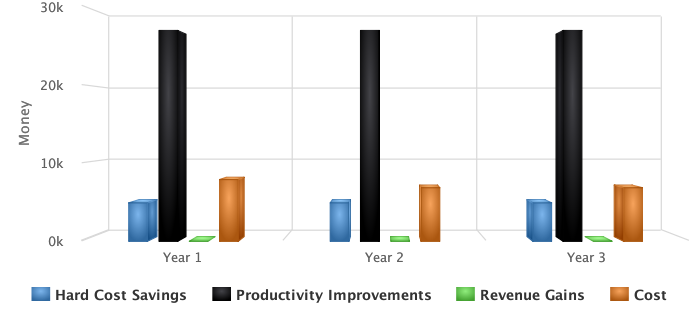 30k
20k
10k
0k
Money
Year 1 Year 2 Year 3
Hard Cost Savings Productivity Improvements Revenue Gains Cost